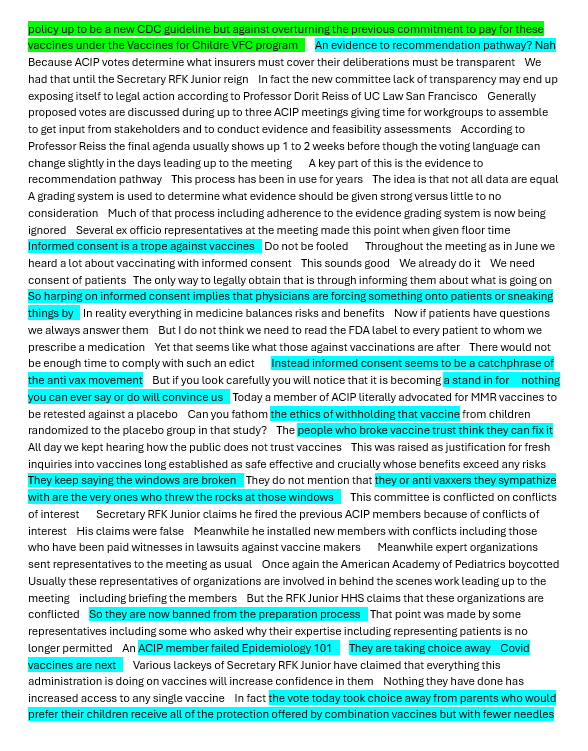 policy up to be a new CDC guideline but against overturning the previous commitment to pay for these
vaccines under the Vaccines for Childre VFC program An evidence to recommendation pathway? Nah
Because ACIP votes determine what insurers must cover their deliberations must be transparent We
had that until the Secretary RFK Junior reign In fact the new committee lack of transparency may end up
exposing itself to legal action according to Professor Dorit Reiss of UC Law San Francisco Generally
proposed votes are discussed during up to three ACIP meetings giving time for workgroups to assemble
to get input from stakeholders and to conduct evidence and feasibility assessments According to
Professor Reiss the final agenda usually shows up 1 to 2 weeks before though the voting language can
change slightly in the days leading up to the meeting A key part of this is the evidence to
recommendation pathway This process has been in use for years The idea is that not all data are equal
A grading system is used to determine what evidence should be given strong versus little to no
consideration Much of that process including adherence to the evidence grading system is now being
ignored Several ex officio representatives at the meeting made this point when given floor time
Informed consent is a trope against vaccines Do not be fooled Throughout the meeting as in June we
heard a lot about vaccinating with informed consent This sounds good We already do it We need
consent of patients The only way to legally obtain that is through informing them about what is going on
So harping on informed consent implies that physicians are forcing something onto patients or sneaking
things by In reality everything in medicine balances risks and benefits Now if patients have questions
we always answer them But I do not think we need to read the FDA label to every patient to whom we
prescribe a medication Yet that seems like what those against vaccinations are after There would not
be enough time to comply with such an edict Instead informed consent seems to be a catchphrase of
the anti vax movement But if you look carefully you will notice that it is becoming a stand in for nothing
you can ever say or do will convince us Today a member of ACIP literally advocated for MMR vaccines to
be retested against a placebo Can you fathom the ethics of withholding that vaccine from children
randomized to the placebo group in that study? The people who broke vaccine trust think they can fix it
All day we kept hearing how the public does not trust vaccines This was raised as justification for fresh
inquiries into vaccines long established as safe effective and crucially whose benefits exceed any risks
They keep saying the windows are broken They do not mention that they or anti vaxxers they sympathize
with are the very ones who threw the rocks at those windows This committee is conflicted on conflicts
of interest Secretary RFK Junior claims he fired the previous ACIP members because of conflicts of
interest His claims were false Meanwhile he installed new members with conflicts including those
who have been paid witnesses in lawsuits against vaccine makers Meanwhile expert organizations
sent representatives to the meeting as usual Once again the American Academy of Pediatrics boycotted
Usually these representatives of organizations are involved in behind the scenes work leading up to the
meeting including briefing the members But the RFK Junior HHS claims that these organizations are
conflicted So they are now banned from the preparation process That point was made by some
representatives including some who asked why their expertise including representing patients is no
longer permitted An ACIP member failed Epidemiology 101 They are taking choice away Covid
vaccines are next Various lackeys of Secretary RFK Junior have claimed that everything this
administration is doing on vaccines will increase confidence in them Nothing they have done has
increased access to any single vaccine In fact the vote today took choice away from parents who would
prefer their children receive all of the protection offered by combination vaccines but with fewer needles